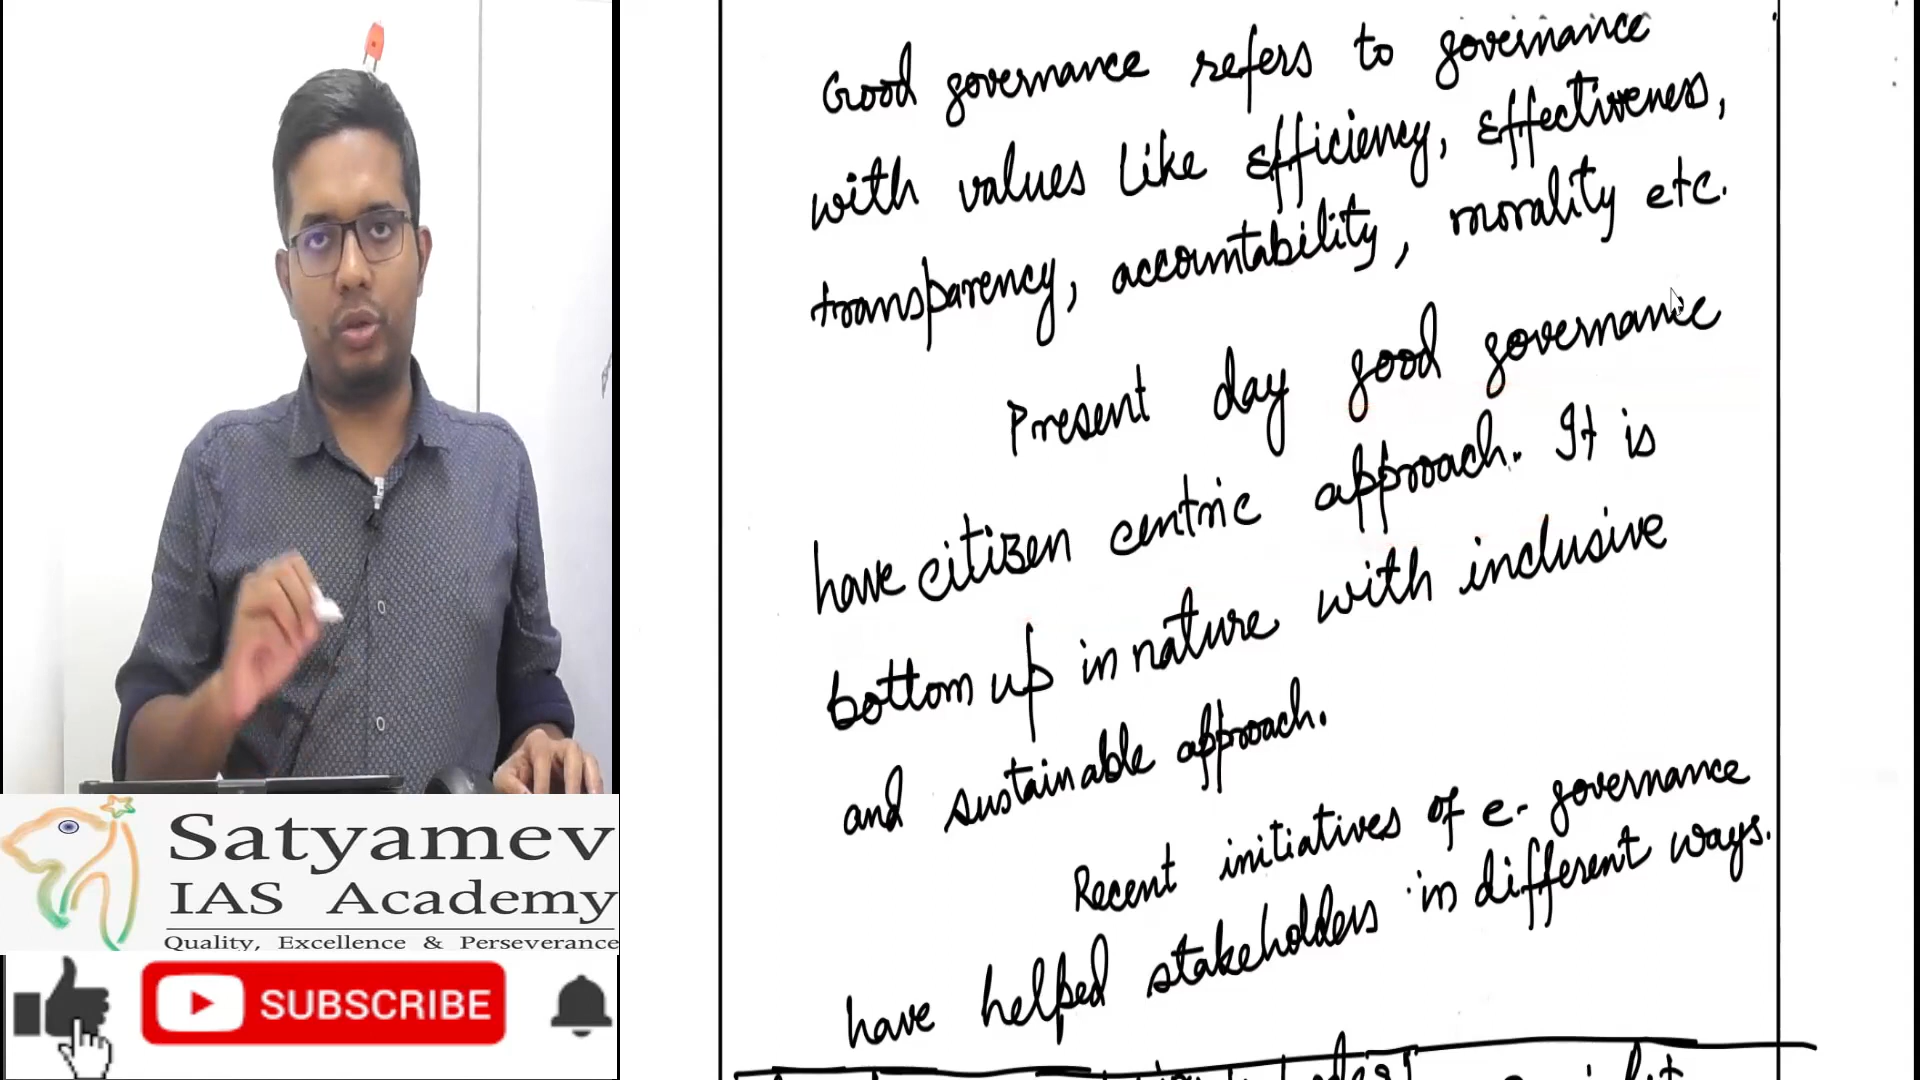 Good governance refers to governance
with values like efficiency, effectiveness,
transparency, accountability, morality etc.
Present day good governance
have citizen centric approach. It is
bottom up in nature with inclusive
and sustainable approach.
Recent initiatives of e-governance
have helped stakeholders in different ways.
Satyamev
IAS Academy
Quality, Excellence & Perseverance
SUBSCRIBE